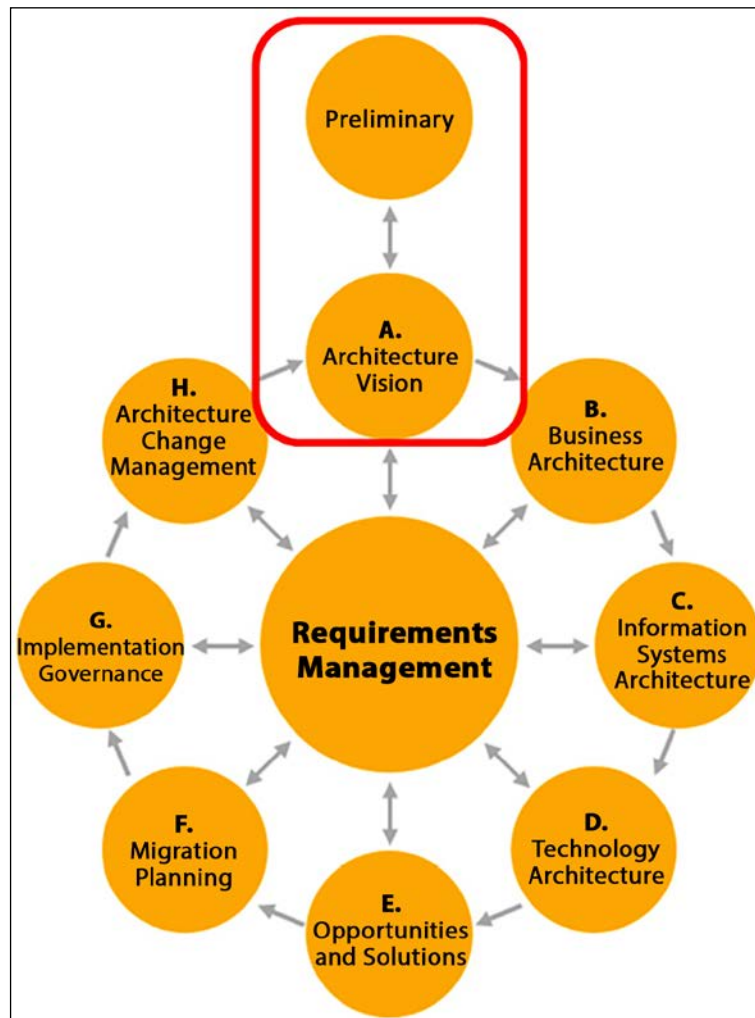 Preliminary
A.
Architecture
Vision
H.
Architecture
Change
Management
B.
Business
Architecture
G.
Implementation
Governance
Requirements
Management
C.
Information
Systems
Architecture
F.
Migration
Planning
D.
Technology
Architecture
E.
Opportunities
and Solutions